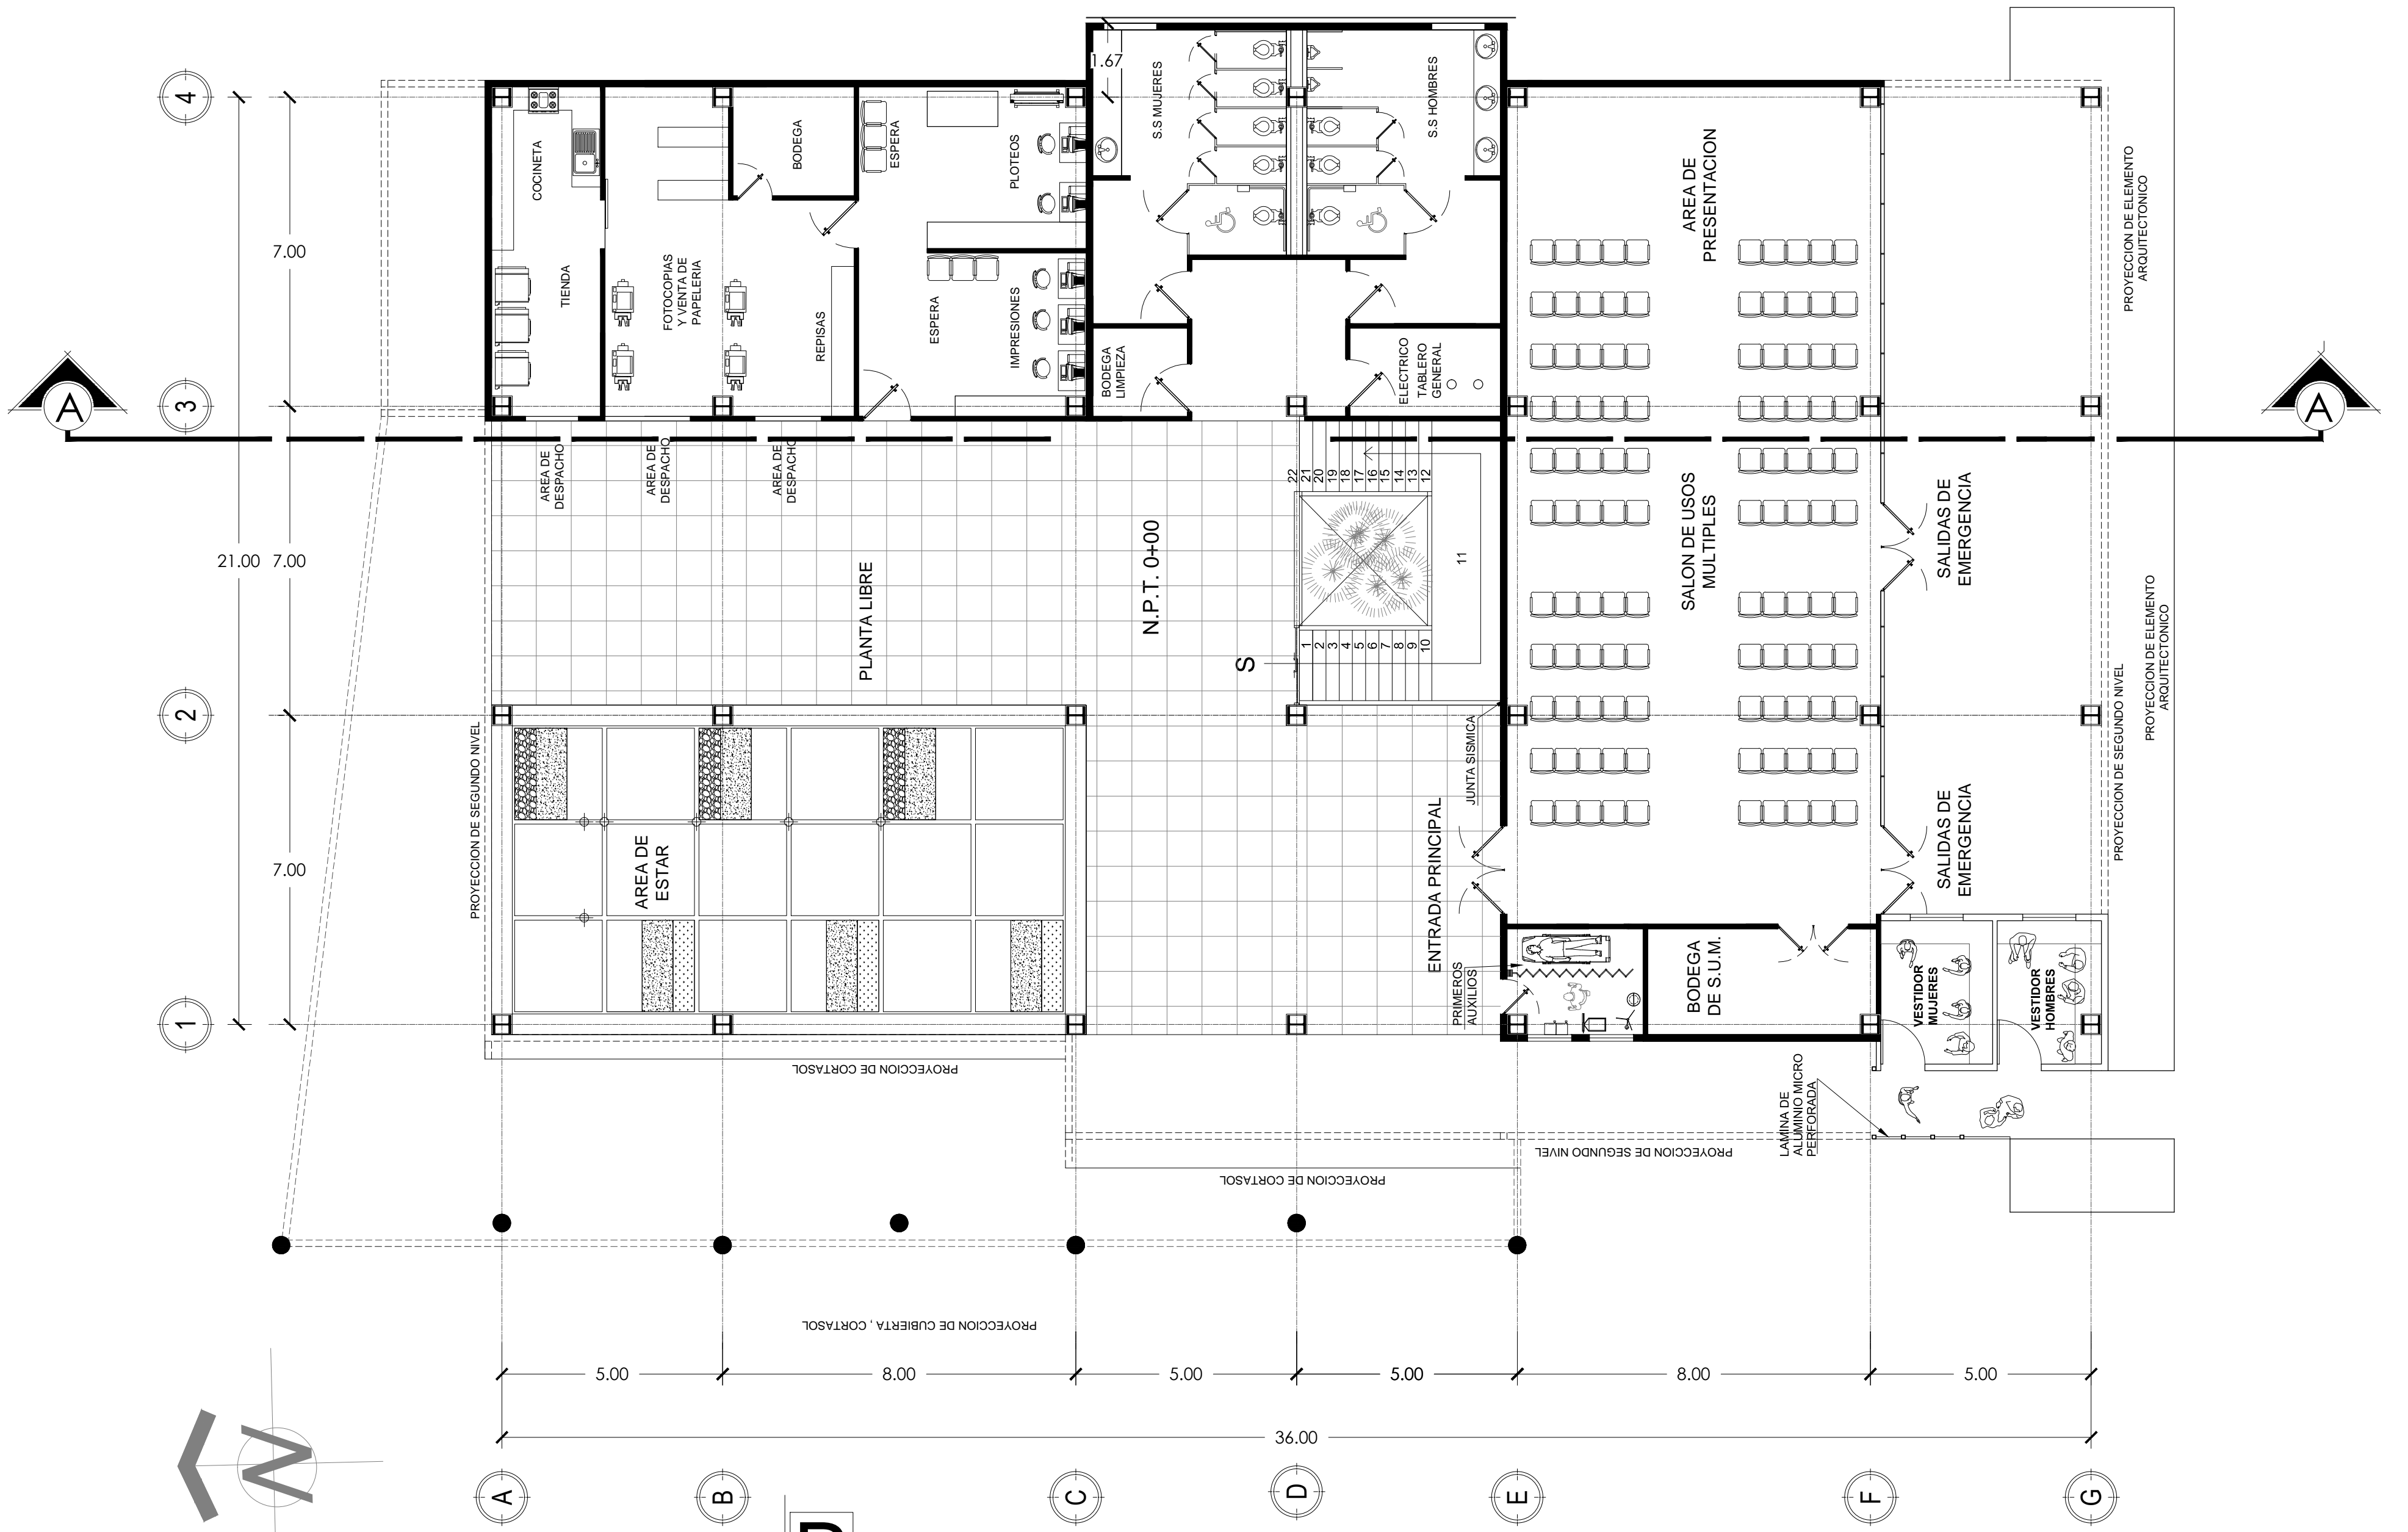 4
3
2
1
7.00
7.00
7.00
21.00
A
A
1.67
COCINETA
TIENDA
FOTOCOPIAS
Y VENTA DE
PAPELERIA
BODEGA
REPISAS
ESPERA
PLOTEOS
ESPERA
IMPRESIONES
S.S MUJERES
S.S HOMBRES
BODEGA
LIMPIEZA
ELECTRICO
TABLERO
GENERAL
AREA DE
PRESENTACION
PROYECCION DE ELEMENTO
ARQUITECTONICO
AREA DE
DESPACHO
AREA DE
DESPACHO
AREA DE
DESPACHO
PLANTA LIBRE
N.P.T. 0+00
22
21
20
19
18
17
16
15
14
13
12
11
1
2
3
4
5
6
7
8
9
10
S
SALON DE USOS
MULTIPLES
SALIDAS DE
EMERGENCIA
PROYECCION DE ELEMENTO
ARQUITECTONICO
PROYECCION DE SEGUNDO NIVEL
AREA DE
ESTAR
JUNTA SISMICA
ENTRADA PRINCIPAL
SALIDAS DE
EMERGENCIA
PROYECCION DE SEGUNDO NIVEL
PRIMEROS
AUXILIOS
BODEGA
DE S.U.M.
VESTIDOR
MUJERES
VESTIDOR
HOMBRES
PROYECCION DE CORTASOL
LAMINA DE
ALUMINIO MICRO
PERFORADA
PROYECCION DE SEGUNDO NIVEL
PROYECCION DE CORTASOL
PROYECCION DE CUBIERTA , CORTASOL
5.00
8.00
5.00
5.00
8.00
5.00
36.00
N
A
B
C
D
E
F
G